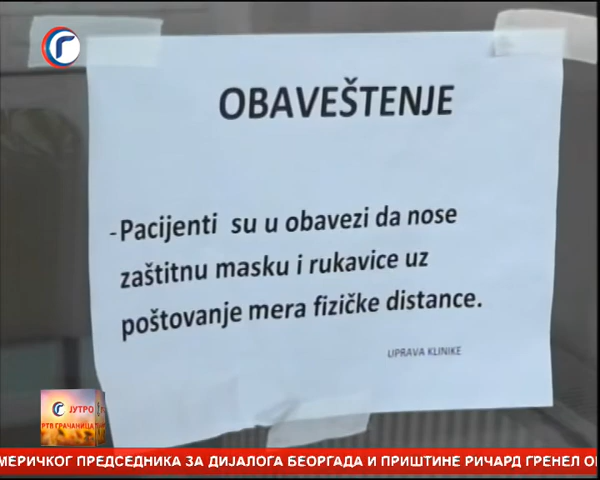 OBAVEŠTENJE
-Pacijenti su u obavezi da nose
zaštitnu masku i rukavice uz
poštovanje mera fizičke distance.
UPRAVA KLINIKE
ЈУТРО
РТВ ГРАЧАНИЦА
МЕРИЧКОГ ПРЕДСЕДНИКА ЗА ДИЈАЛОГА БЕОРГАДА И ПРИШТИНЕ РИЧАРД ГРЕНЕЛ О